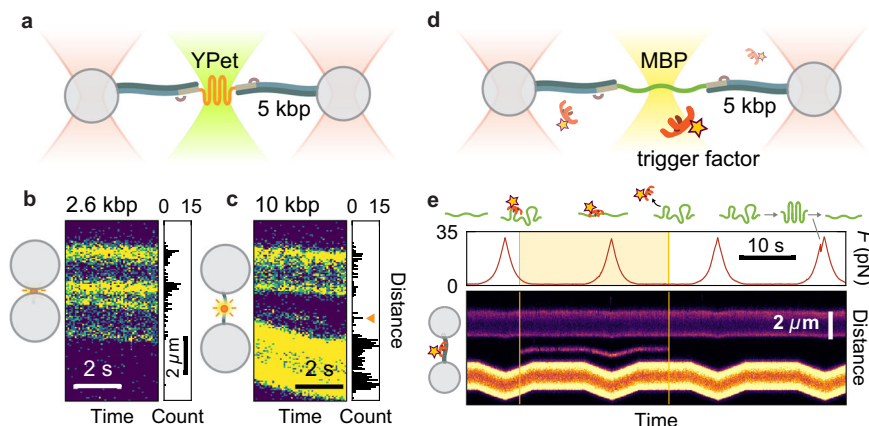 a
YPet
5 kbp
d
MBP
5 kbp
trigger factor
b
2.6 kbp
0 15
2 s
2 µm
Time
Count
c
10 kbp
0 15
2 s
Time
Count
Distance
e
35
0
F (pN)
10 s
2 µm
Distance
Time